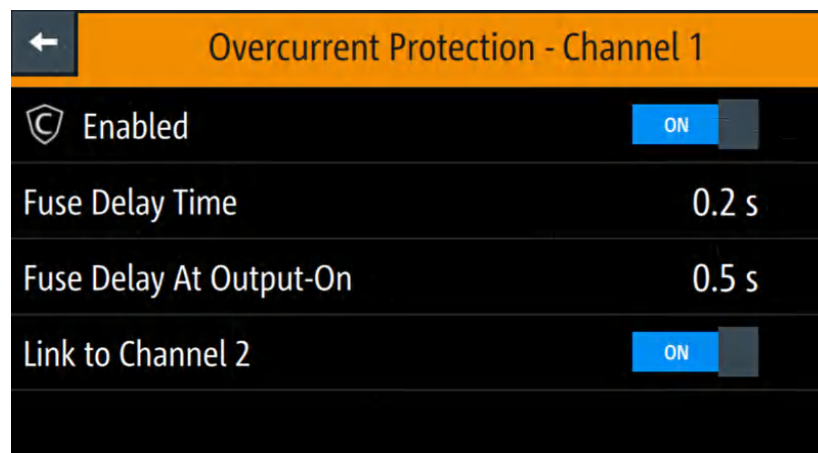 Overcurrent Protection - Channel 1
C Enabled ON
Fuse Delay Time 0.2 s
Fuse Delay At Output-On 0.5 s
Link to Channel 2 ON